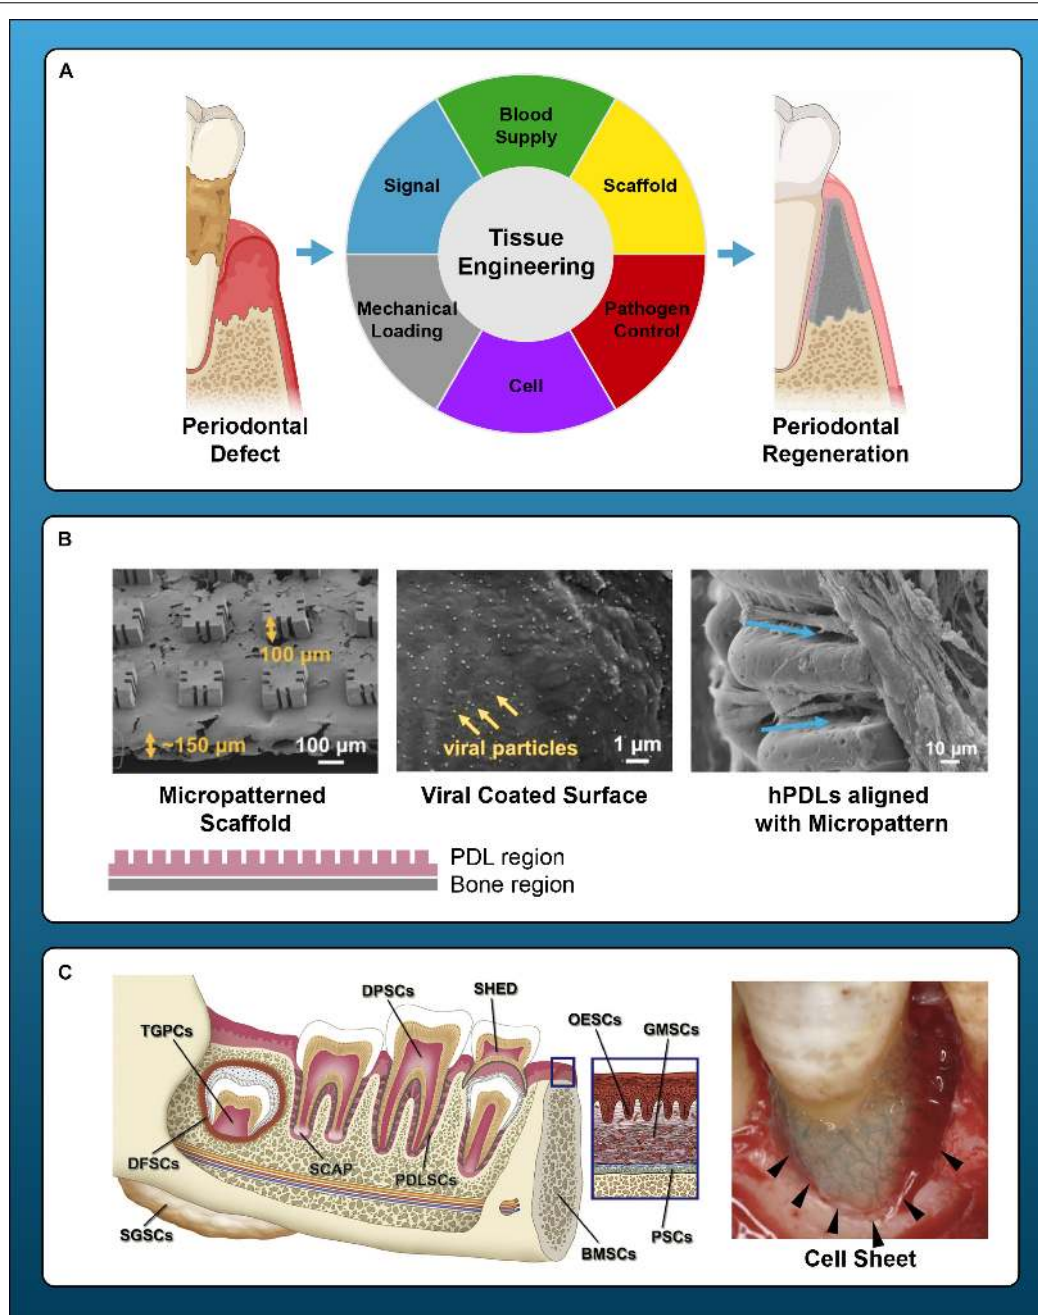 A
Blood
Supply
Signal
Scaffold
Tissue
Engineering
Mechanical
Loading
Pathogen
Control
Cell
Periodontal
Defect
Periodontal
Regeneration
B
100 µm
~150 µm
100 µm
viral particles
1 µm
10 µm
Micropatterned
Scaffold
Viral Coated Surface
hPDLs aligned
with Micropattern
PDL region
Bone region
C
DPSCs
SHED
TGPCs
OESCs
GMSCs
DFSCs
SCAP
PDLSCs
SGSCs
BMSCs
PSCs
Cell Sheet